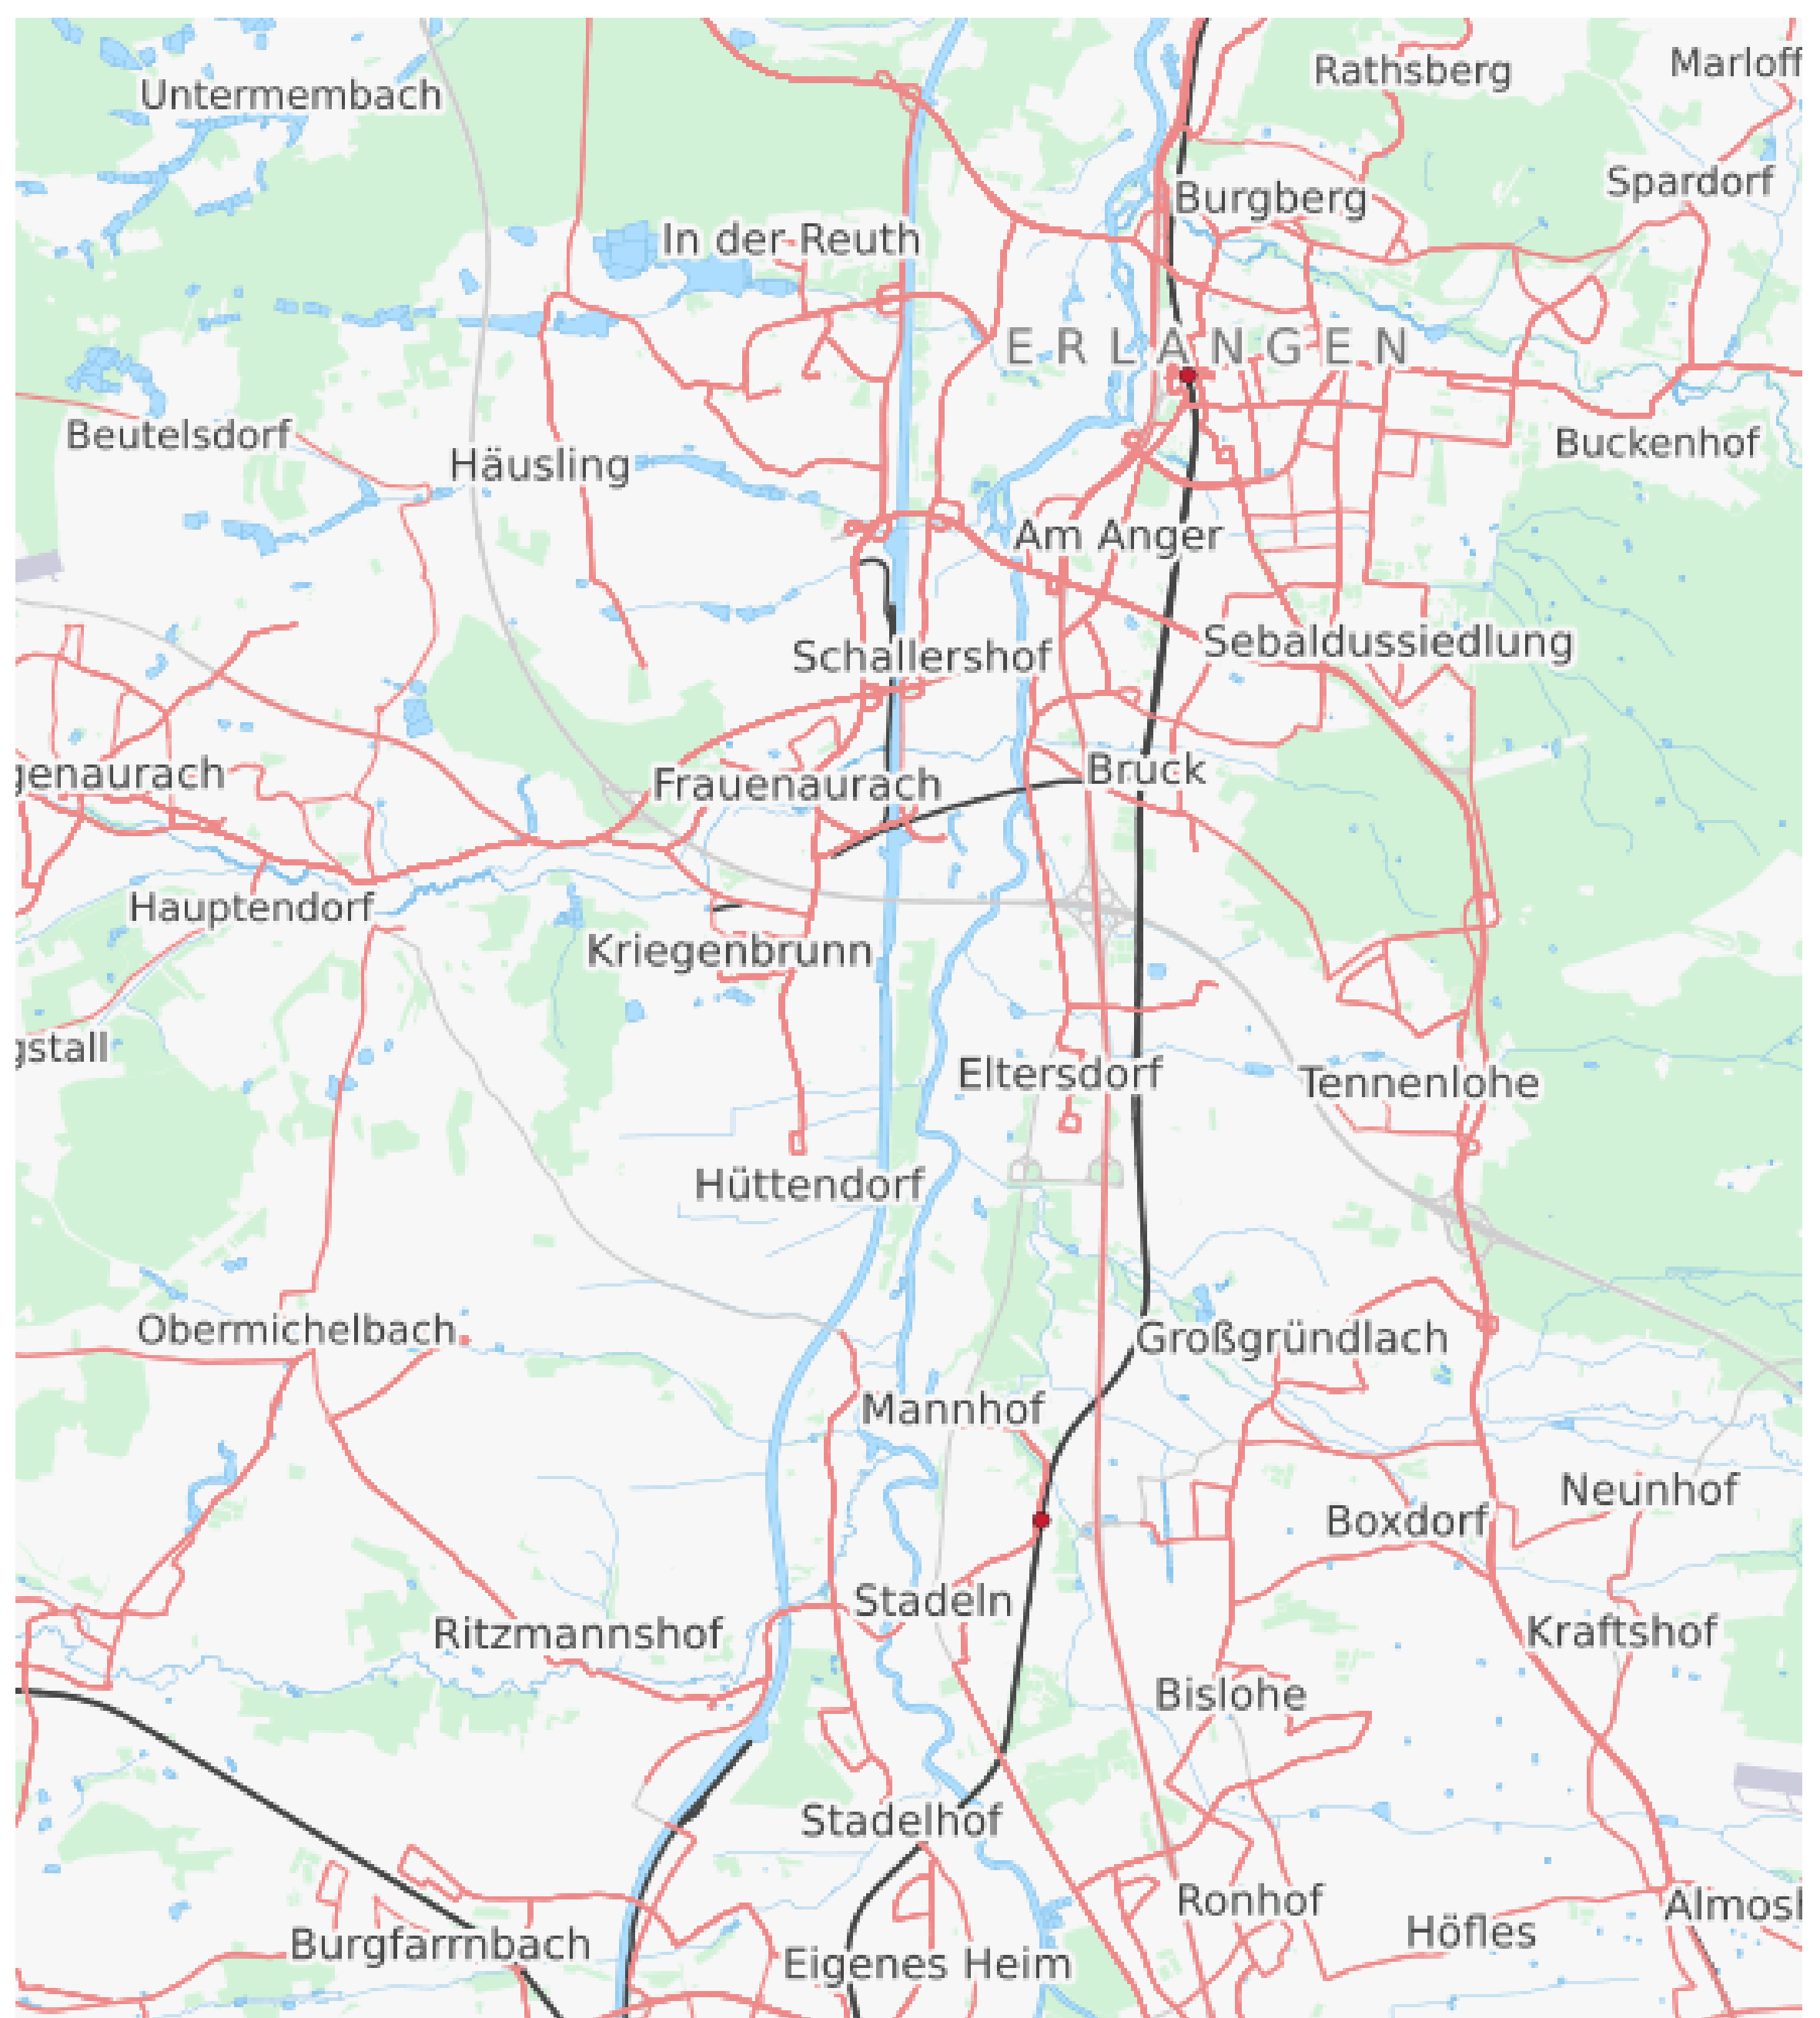 Rathsberg
Marloff
Untermembach
Spardorf
Burgberg
In der Reuth
ERLANGEN
Beutelsdorf
Buckenhof
Häusling
Am Anger
Sebaldussiedlung
Schallershof
Bruck
genaurach
Frauenaurach
Hauptendorf
Kriegenbrunn
gstall
Eltersdorf
Tennenlohe
Hüttendorf
Obermichelbach
Großgründlach
Mannhof
Neunhof
Boxdorf
Stadeln
Ritzmannshof
Kraftshof
Bislohe
Stadelhof
Ronhof
Almosh
Höfles
Burgfarrnbach
Eigenes Heim